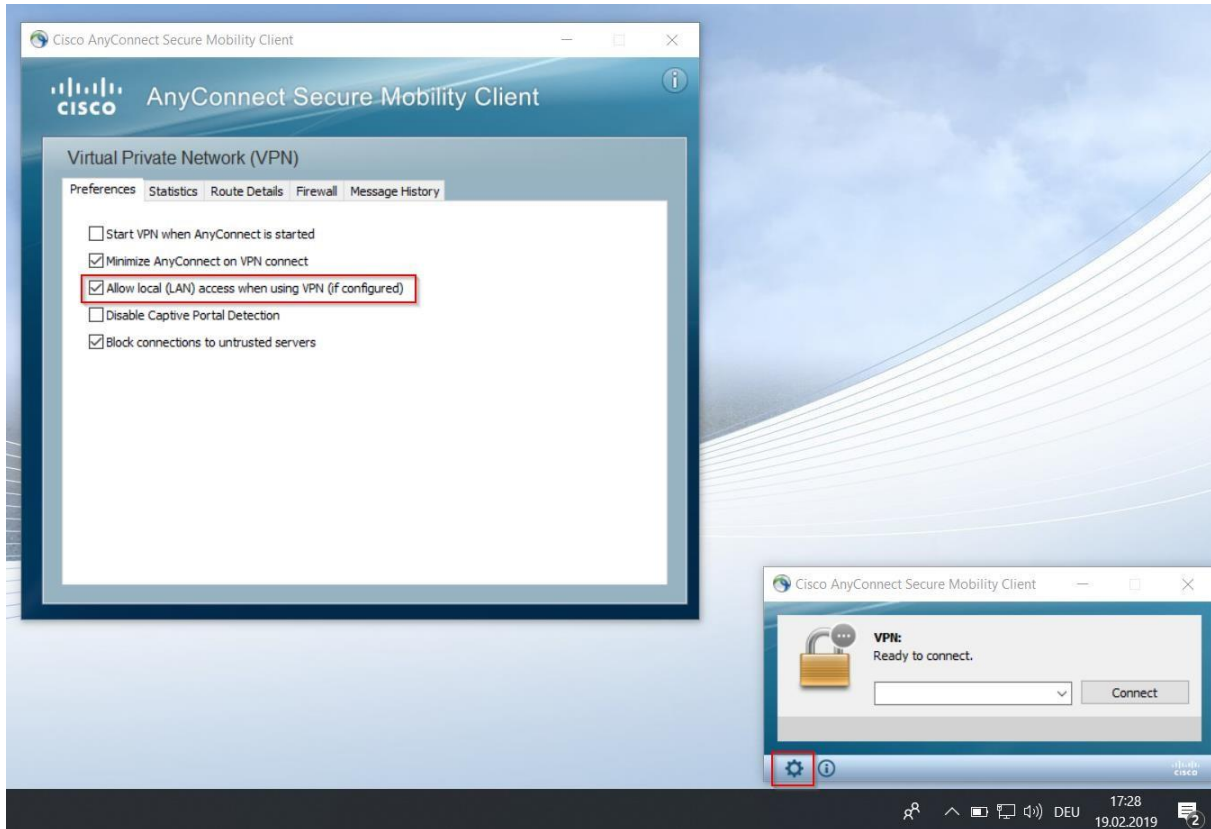 Cisco AnyConnect Secure Mobility Client
CISCO
AnyConnect Secure Mobility Client
Virtual Private Network (VPN)
Preferences Statistics Route Details Firewall Message History
Start VPN when AnyConnect is started
Minimize AnyConnect on VPN connect
Allow local (LAN) access when using VPN (if configured)
Disable Captive Portal Detection
Block connections to untrusted servers
Cisco AnyConnect Secure Mobility Client
VPN:
Ready to connect.
Connect
CISCO
DEU
17:28
19.02.2019
2